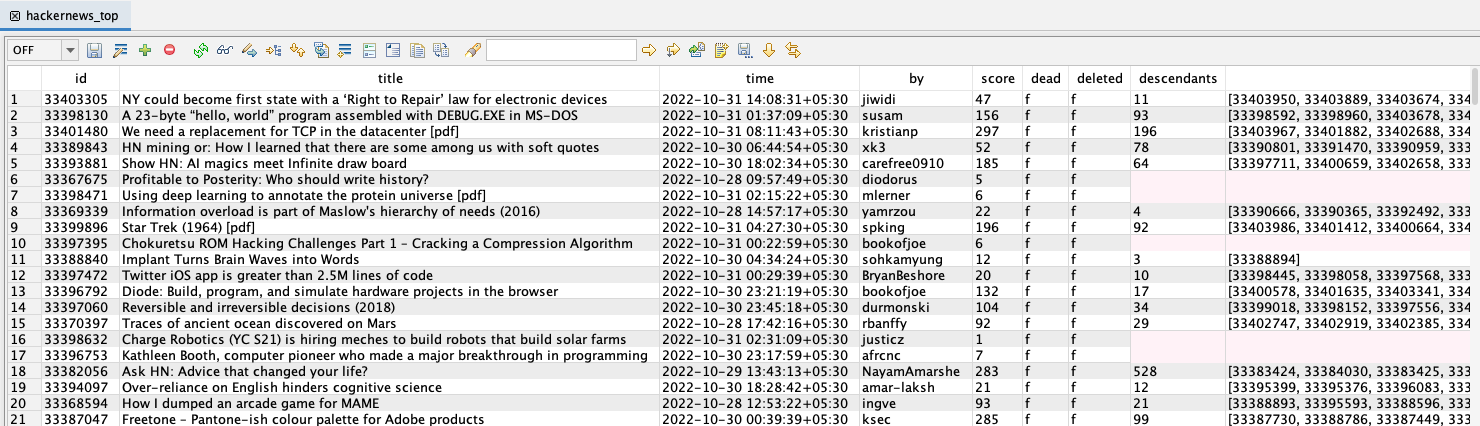 hackernews_top
OFF
id title time by score dead deleted descendants
1 33403305 NY could become first state with a ‘Right to Repair’ law for electronic devices 2022-10-31 14:08:31+05:30 jiwidi 47 f f 11 [33403950, 33403889, 33403674, 334
2 33398130 A 23-byte “hello, world” program assembled with DEBUG.EXE in MS-DOS 2022-10-31 01:37:09+05:30 susam 156 f f 93 [33398592, 33398960, 33403678, 334
3 33401480 We need a replacement for TCP in the datacenter [pdf] 2022-10-31 08:11:43+05:30 kristianp 297 f f 196 [33403967, 33401882, 33402688, 334
4 33389843 HN mining or: How I learned that there are some among us with soft quotes 2022-10-30 06:44:54+05:30 xk3 52 f f 78 [33390801, 33391470, 33390959, 333
5 33393881 Show HN: AI magics meet Infinite draw board 2022-10-30 18:02:34+05:30 carefree0910 185 f f 64 [33397711, 33400659, 33402658, 333
6 33367675 Profitable to Posterity: Who should write history? 2022-10-28 09:57:49+05:30 diodorus 5 f f
7 33398471 Using deep learning to annotate the protein universe [pdf] 2022-10-31 02:15:22+05:30 mlerner 6 f f
8 33369339 Information overload is part of Maslow's hierarchy of needs (2016) 2022-10-28 14:57:17+05:30 yamrzou 22 f f 4 [33390666, 33390365, 33392492, 333
9 33399896 Star Trek (1964) [pdf] 2022-10-31 04:27:30+05:30 spking 196 f f 92 [33403986, 33401412, 33400664, 334
10 33397395 Chokuretsu ROM Hacking Challenges Part 1 – Cracking a Compression Algorithm 2022-10-31 00:22:59+05:30 bookofjoe 6 f f
11 33388840 Implant Turns Brain Waves into Words 2022-10-30 04:34:24+05:30 sohkamyung 12 f f 3 [33388894]
12 33397472 Twitter iOS app is greater than 2.5M lines of code 2022-10-31 00:29:39+05:30 BryanBeshore 20 f f 10 [33398445, 33398058, 33397568, 333
13 33396792 Diode: Build, program, and simulate hardware projects in the browser 2022-10-30 23:21:19+05:30 bookofjoe 132 f f 17 [33400578, 33401635, 33403341, 334
14 33397060 Reversible and irreversible decisions (2018) 2022-10-30 23:45:18+05:30 durmonski 104 f f 34 [33399018, 33398152, 33397556, 334
15 33370397 Traces of ancient ocean discovered on Mars 2022-10-28 17:42:16+05:30 rbanffy 92 f f 29 [33402747, 33402919, 33402385, 334
16 33398632 Charge Robotics (YC S21) is hiring meches to build robots that build solar farms 2022-10-31 02:31:09+05:30 justicz 1 f f
17 33396753 Kathleen Booth, computer pioneer who made a major breakthrough in programming 2022-10-30 23:17:59+05:30 afrcnc 7 f f
18 33382056 Ask HN: Advice that changed your life? 2022-10-29 13:43:13+05:30 NayamAmarshe 283 f f 528 [33383424, 33384030, 33383425, 333
19 33394097 Over-reliance on English hinders cognitive science 2022-10-30 18:28:42+05:30 amar-laksh 21 f f 12 [33395399, 33395376, 33396083, 333
20 33368594 How I dumped an arcade game for MAME 2022-10-28 12:53:22+05:30 ingve 93 f f 21 [33388893, 33395593, 33388596, 333
21 33387047 Freetone – Pantone-ish colour palette for Adobe products 2022-10-30 00:39:39+05:30 ksec 285 f f 99 [33387730, 33388786, 33387449, 333